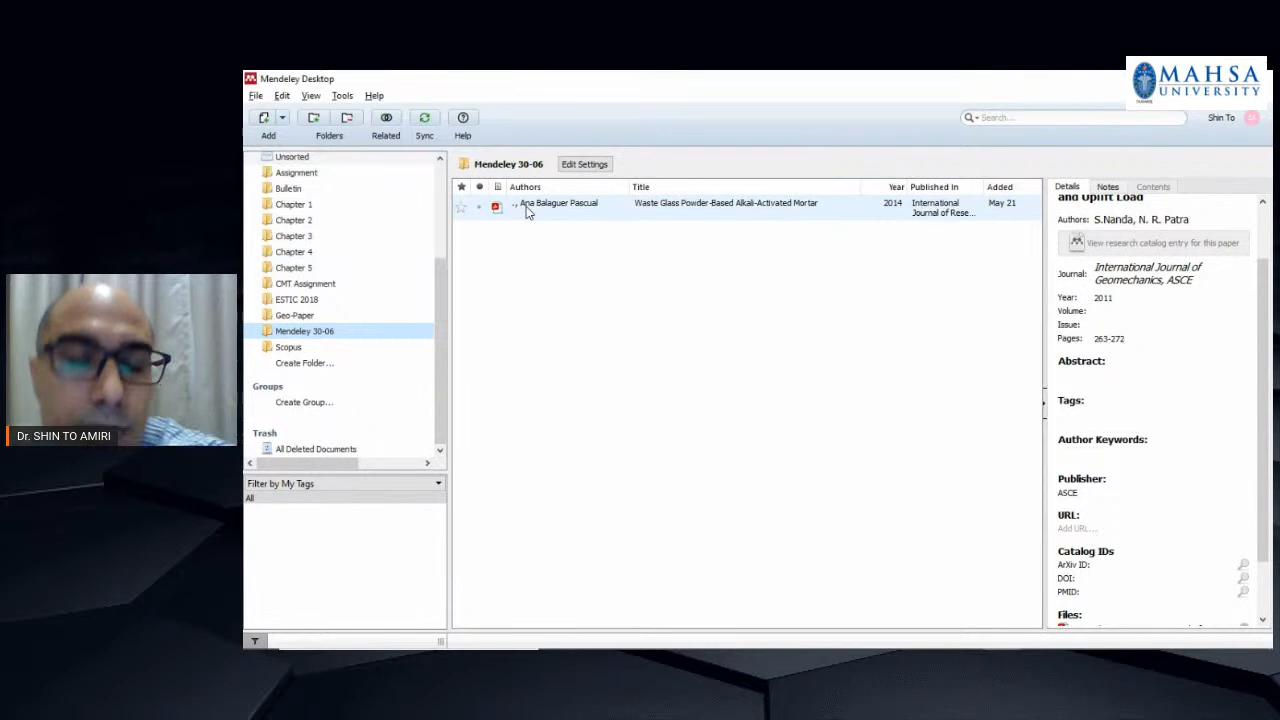 MAHSA
UNIVERSITY
Mendeley Desktop
File Edit View Tools Help
Add Folders Related Sync Help
Search...
Shin To
Unsorted
Assignment
Bulletin
Chapter 1
Chapter 2
Chapter 3
Chapter 4
Chapter 5
CMT Assignment
ESTIC 2018
Geo-Paper
Mendeley 30-06
Scopus
Create Folder...
Groups
Create Group...
Trash
All Deleted Documents
Filter by My Tags
All
Mendeley 30-06 Edit Settings
Authors Title Year Published In Added
., Ana Balaguer Pascual Waste Glass Powder-Based Alkali-Activated Mortar 2014 International May 21
Journal of Rese...
Details Notes Contents
and Uplift Load
Authors: S.Nanda, N. R. Patra
View research catalog entry for this paper
Journal: International Journal of
Geomechanics, ASCE
Year: 2011
Volume:
Issue:
Pages: 263-272
Abstract:
Tags:
Author Keywords:
Publisher:
ASCE
URL:
Add URL...
Catalog IDs
ArXiv ID:
DOI:
PMID:
Files:
Dr. SHIN TO AMIRI